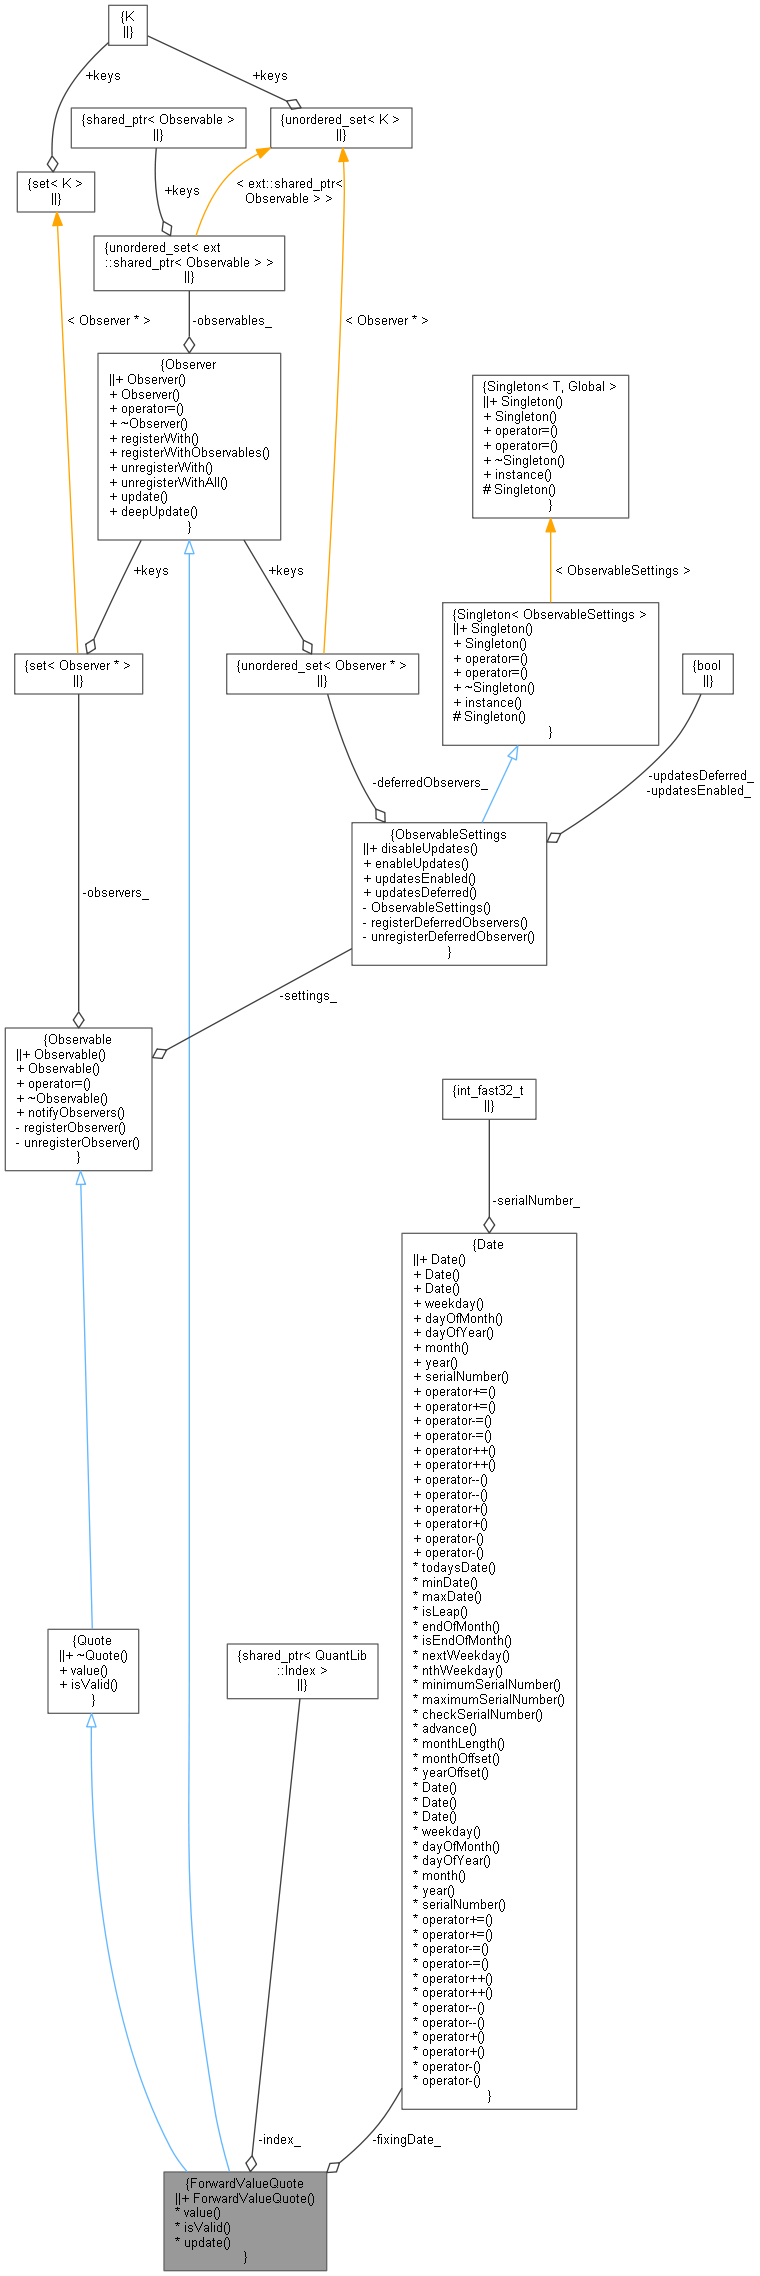 {K
||}
+keys
+keys
{shared_ptr< Observable >
||}
{unordered_set< K >
||}
{set< K >
||}
+keys
< ext::shared_ptr<
Observable > >
{unordered_set< ext
::shared_ptr< Observable > >
||}
< Observer * >
-observables_
< Observer * >
{Observer
||+ Observer()
+ Observer()
+ operator=()
+ ~Observer()
+ registerWith()
+ registerWithObservables()
+ unregisterWith()
+ unregisterWithAll()
+ update()
+ deepUpdate()
}
{Singleton< T, Global >
||+ Singleton()
+ Singleton()
+ operator=()
+ operator=()
+ ~Singleton()
+ instance()
# Singleton()
}
+keys
+keys
< ObservableSettings >
{set< Observer * >
||}
{unordered_set< Observer * >
||}
{Singleton< ObservableSettings >
||+ Singleton()
+ Singleton()
+ operator=()
+ operator=()
+ ~Singleton()
+ instance()
# Singleton()
}
{bool
||}
-deferredObservers_
-updatesDeferred_
-updatesEnabled_
{ObservableSettings
||+ disableUpdates()
+ enableUpdates()
+ updatesEnabled()
+ updatesDeferred()
- ObservableSettings()
- registerDeferredObservers()
- unregisterDeferredObserver()
}
-observers_
-settings_
{Observable
||+ Observable()
+ Observable()
+ operator=()
+ ~Observable()
+ notifyObservers()
- registerObserver()
- unregisterObserver()
}
{int_fast32_t
||}
-serialNumber_
{Date
||+ Date()
+ Date()
+ Date()
+ weekday()
+ dayOfMonth()
+ dayOfYear()
+ month()
+ year()
+ serialNumber()
+ operator+=()
+ operator+=()
+ operator-=()
+ operator-=()
+ operator++()
+ operator++()
+ operator--()
+ operator--()
+ operator+()
+ operator+()
+ operator-()
+ operator-()
* todaysDate()
* minDate()
* maxDate()
* isLeap()
* endOfMonth()
* isEndOfMonth()
* nextWeekday()
* nthWeekday()
* minimumSerialNumber()
* maximumSerialNumber()
* checkSerialNumber()
* advance()
* monthLength()
* monthOffset()
* yearOffset()
* Date()
* Date()
* Date()
* weekday()
* dayOfMonth()
* dayOfYear()
* month()
* year()
* serialNumber()
* operator+=()
* operator+=()
* operator-=()
* operator-=()
* operator++()
* operator++()
* operator--()
* operator--()
* operator+()
* operator+()
* operator-()
* operator-()
}
{Quote
||+ ~Quote()
+ value()
+ isValid()
}
{shared_ptr< QuantLib
::Index >
||}
-index_
-fixingDate_
{ForwardValueQuote
||+ ForwardValueQuote()
* value()
* isValid()
* update()
}